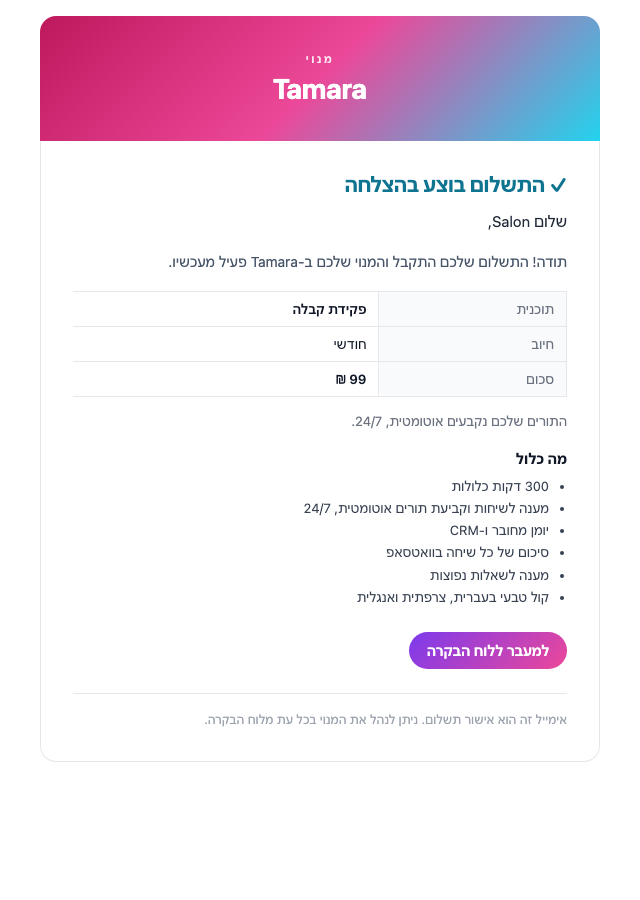 מנוי
Tamara
✓ התשלום בוצע בהצלחה
שלום Salon,
תודה! התשלום שלכם התקבל והמנוי שלכם ב-Tamara פעיל מעכשיו.
תוכנית פקידת קבלה
חיוב חודשי
סכום 99 ₪
התורים שלכם נקבעים אוטומטית, 24/7.
מה כלול
• 300 דקות כלולות
• מענה לשיחות וקביעת תורים אוטומטית, 24/7
• יומן מחובר ו-CRM
• סיכום של כל שיחה בוואטסאפ
• מענה לשאלות נפוצות
• קול טבעי בעברית, צרפתית ואנגלית
למעבר ללוח הבקרה
אימייל זה הוא אישור תשלום. ניתן לנהל את המנוי בכל עת מלוח הבקרה.